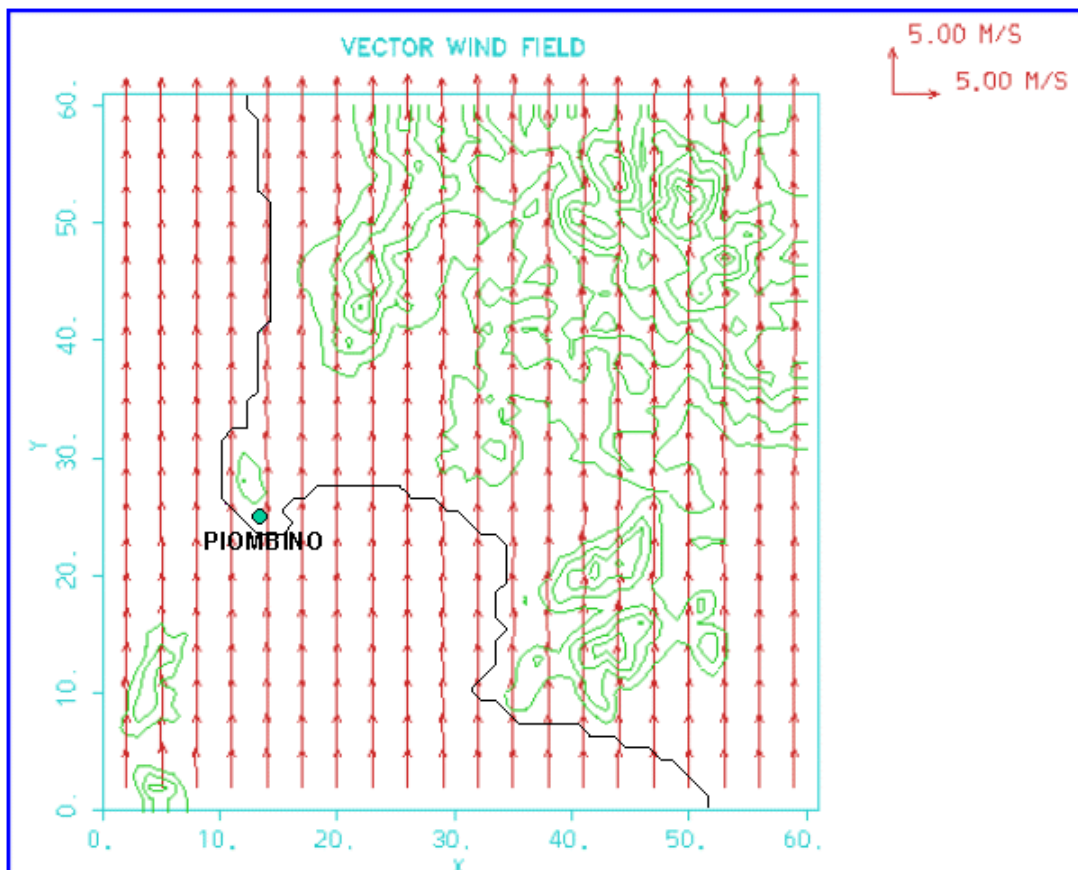 VECTOR WIND FIELD
5.00 M/S
5.00 M/S
60.
50.
40.
Y
30.
PIOMBINO
20.
10.
0.
0. 10. 20. 30. 40. 50. 60.
X